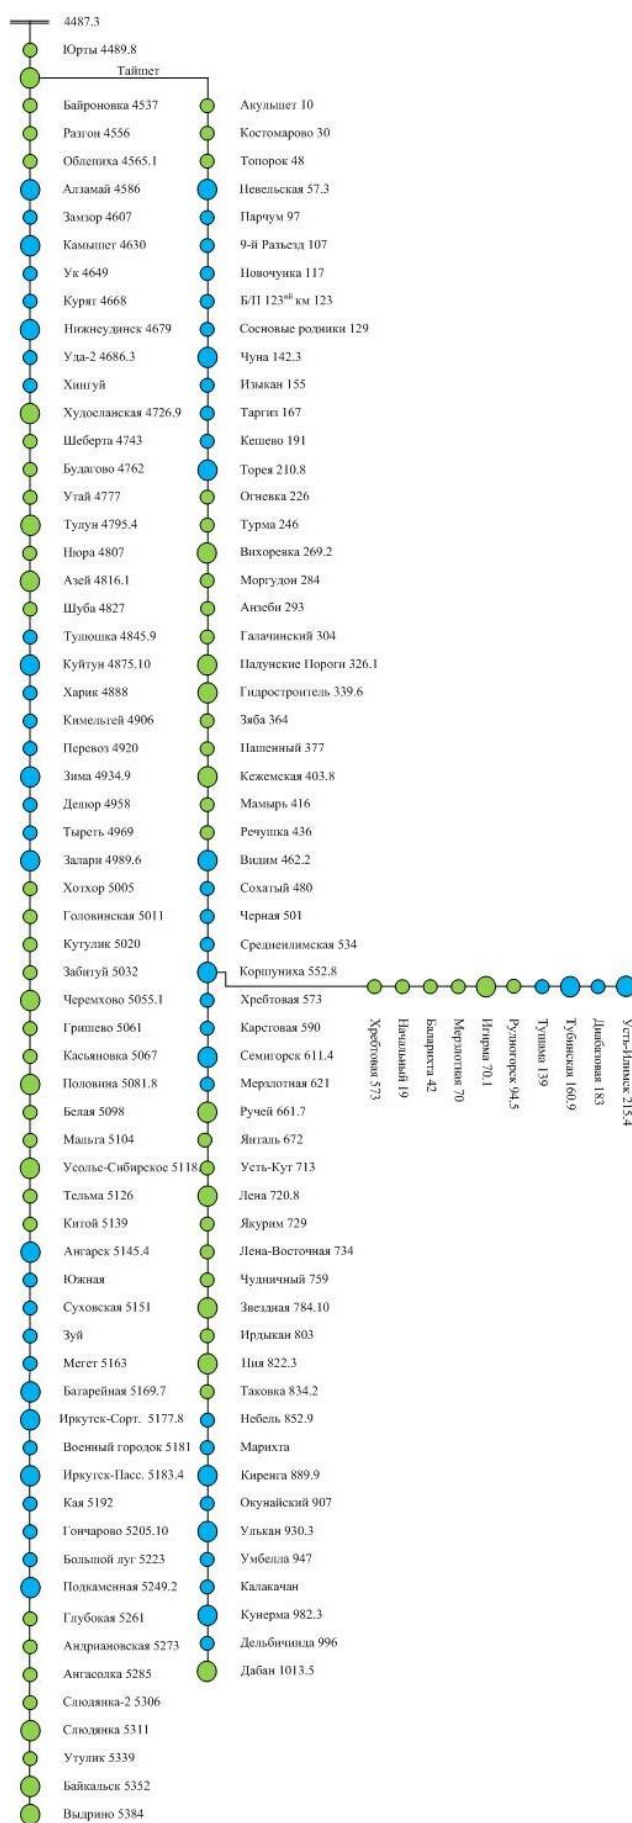 4487.3
Юрты 4489.8
Тайшет
Байроновка 4537
Разгон 4556
Облепиха 4565.1
Алзамай 4586
Замзор 4607
Камышет 4630
Ук 4649
Курят 4668
Нижнеудинск 4679
Уда-2 4686.3
Хингуй
Худоеланская 4726.9
Шеберта 4743
Будагово 4762
Утай 4777
Тулун 4795.4
Нюра 4807
Азей 4816.1
Шуба 4827
Тулюшка 4845.9
Куйтун 4875.10
Харик 4888
Кимельтей 4906
Перевоз 4920
Зима 4934.9
Делюр 4958
Тыреть 4969
Залари 4989.6
Хотхор 5005
Головинская 5011
Кутулик 5020
Забитуй 5032
Черемхово 5055.1
Гришево 5061
Касьяновка 5067
Половина 5081.8
Белая 5098
Мальта 5104
Усолье-Сибирское 5118.
Тельма 5126
Китой 5139
Ангарск 5145.4
Южная
Суховская 5151
Зуй
Мегет 5163
Батарейная 5169.7
Иркутск-Сорт. 5177.8
Военный городок 5181
Иркутск-Пасс. 5183.4
Кая 5192
Гончарово 5205.10
Большой луг 5223
Подкаменная 5249.2
Глубокая 5261
Андриановская 5273
Ангасолка 5285
Слюдянка-2 5306
Слюдянка 5311
Утулик 5339
Байкальск 5352
Выдрино 5384
Акульшет 10
Костомарово 30
Топорок 48
Невельская 57.3
Парчум 97
9-й Разъезд 107
Новочунка 117
Б/П 123ий км 123
Сосновые родники 129
Чуна 142.3
Изыкан 155
Таргиз 167
Кешево 191
Торея 210.8
Огневка 226
Турма 246
Вихоревка 269.2
Моргудон 284
Анзеби 293
Галачинский 304
Падунские Пороги 326.1
Гидростроитель 339.6
Зяба 364
Пашенный 377
Кежемская 403.8
Мамырь 416
Речушка 436
Видим 462.2
Сохатый 480
Черная 501
Среднеилимская 534
Коршуниха 552.8
Хребтовая 573
Карстовая 590
Семигорск 611.4
Мерзлотная 621
Ручей 661.7
Янталь 672
Усть-Кут 713
Лена 720.8
Якурим 729
Лена-Восточная 734
Чудничный 759
Звездная 784.10
Ирдыкан 803
Ния 822.3
Таковка 834.2
Небель 852.9
Марихта
Киренга 889.9
Окунайский 907
Улькан 930.3
Умбелла 947
Калакачан
Кунерма 982.3
Дельбичинда 996
Дабан 1013.5
Хребтовая 573
Начальный 19
Баларихта 42
Мерзлотная 70
Игирма 70.1
Рудногорск 94.5
Тушама 139
Тубинская 160.9
Диабазовая 183
Усть-Илимск 215.4